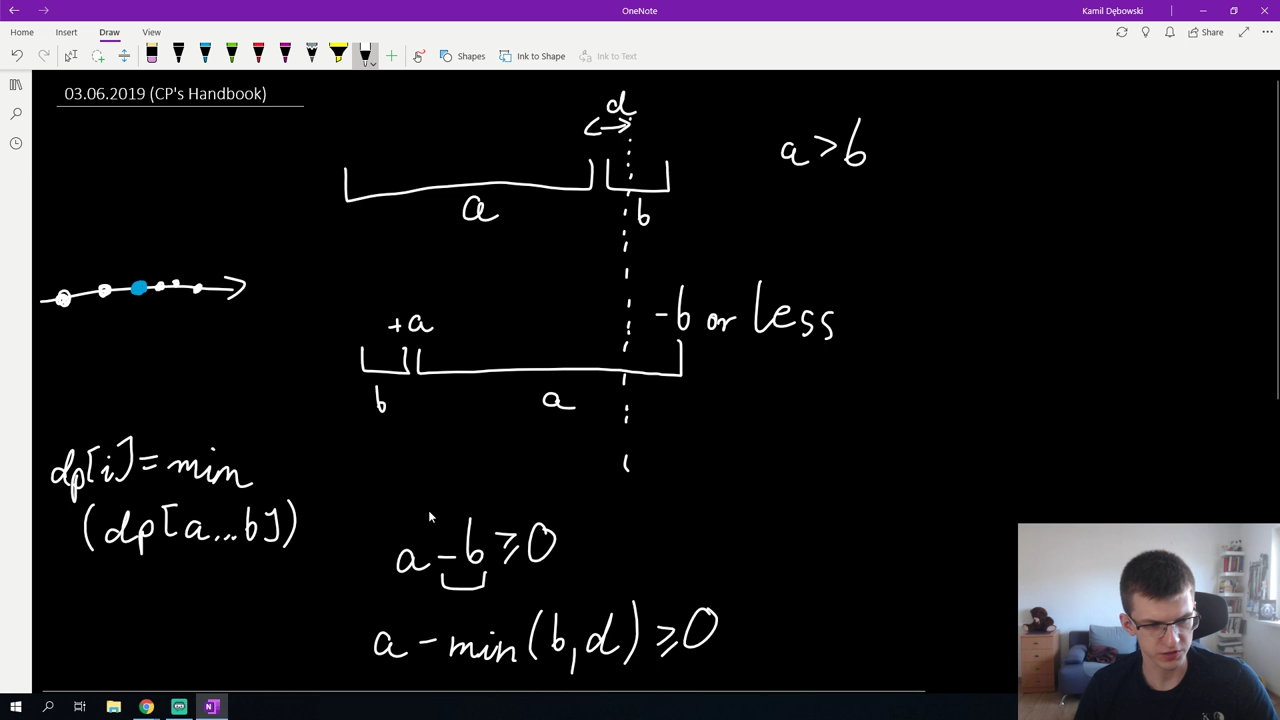 OneNote
Kamil Dębowski
Home Insert Draw View
Shapes Ink to Shape Ink to Text Share
03.06.2019 (CP's Handbook)
d
a > b
a
b
+a
-b or less
b
a
dp[i] = min
(dp[a...b])
a - b ≥ 0
a - min(b, d) ≥ 0